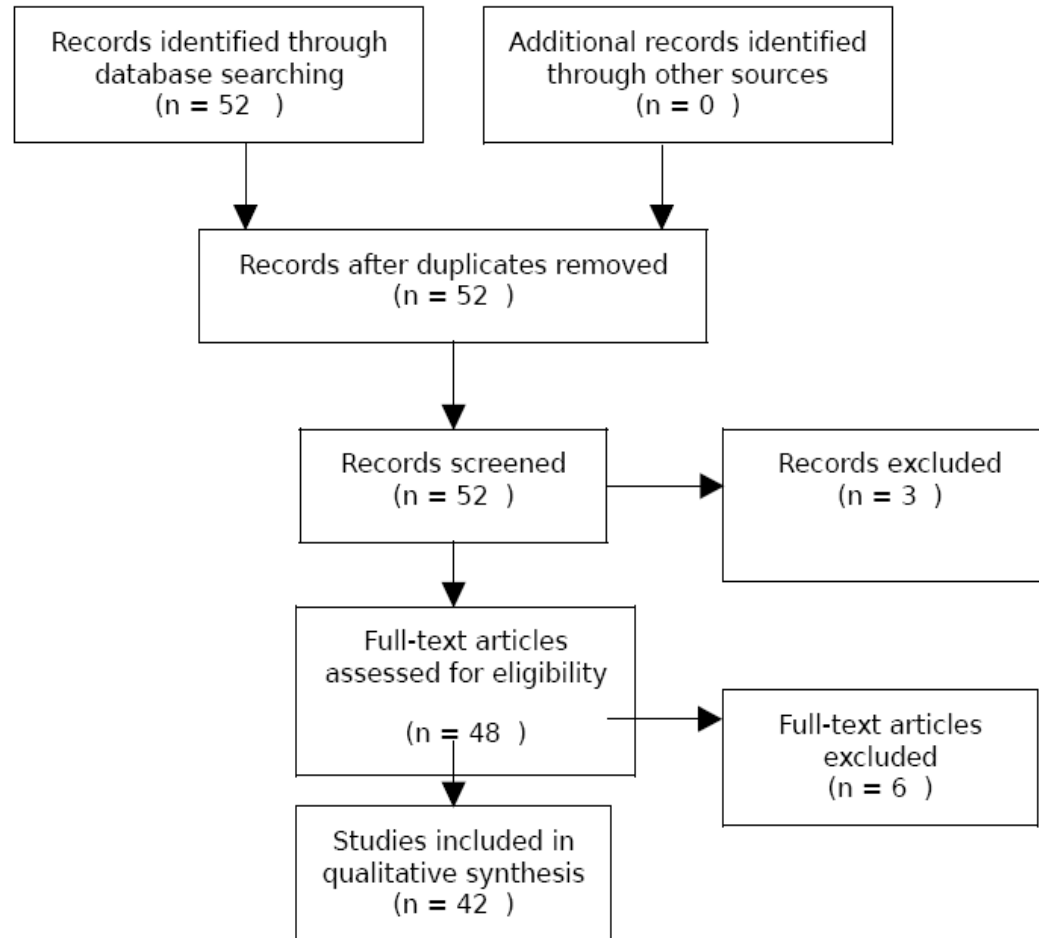 Records identified through
database searching
(n = 52   )
Additional records identified
through other sources
(n = 0   )
Records after duplicates removed
(n = 52   )
Records screened
(n = 52   )
Records excluded
(n = 3   )
Full-text articles
assessed for eligibility
(n = 48   )
Full-text articles
excluded
(n = 6   )
Studies included in
qualitative synthesis
(n = 42   )